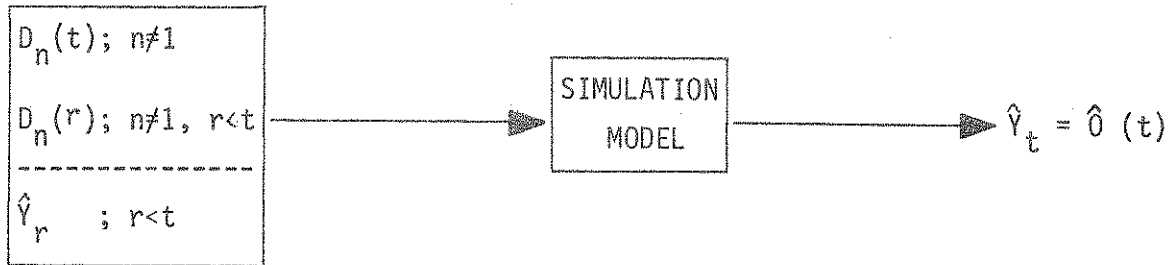 D_n(t); n≠1
D_n(r); n≠1, r<t
Ŷ_r ; r<t
SIMULATION
MODEL
Ŷ_t = Ô (t)